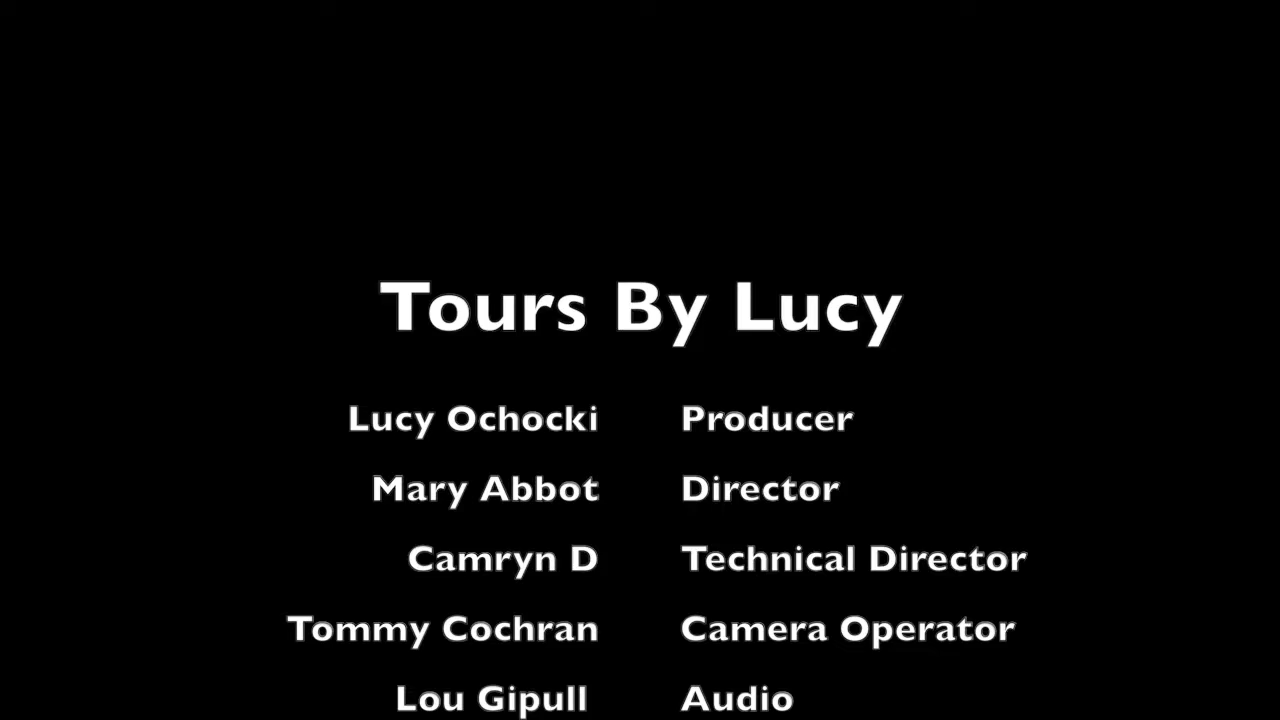 Tours By Lucy
Lucy Ochocki Producer
Mary Abbot Director
Camryn D Technical Director
Tommy Cochran Camera Operator
Lou Gipull Audio